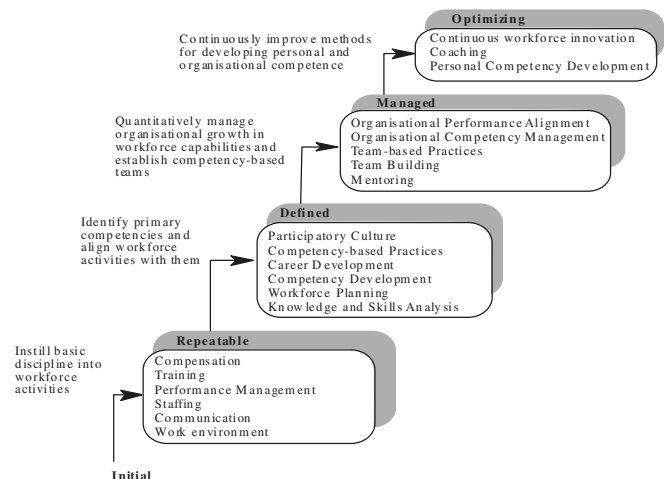 Optimizing
Continuously improve methods
for developing personal and
organisational competence
Continuous workforce innovation
Coaching
Personal Competency Development
Managed
Quantitatively manage
organisational growth in
workforce capabilities and
establish competency-based
teams
Organisational Performance Alignment
Organisational Competency Management
Team-based Practices
Team Building
Mentoring
Defined
Identify primary
competencies and
align workforce
activities with them
Participatory Culture
Competency-based Practices
Career Development
Competency Development
Workforce Planning
Knowledge and Skills Analysis
Repeatable
Instill basic
discipline into
workforce
activities
Compensation
Training
Performance Management
Staffing
Communication
Work environment
Initial